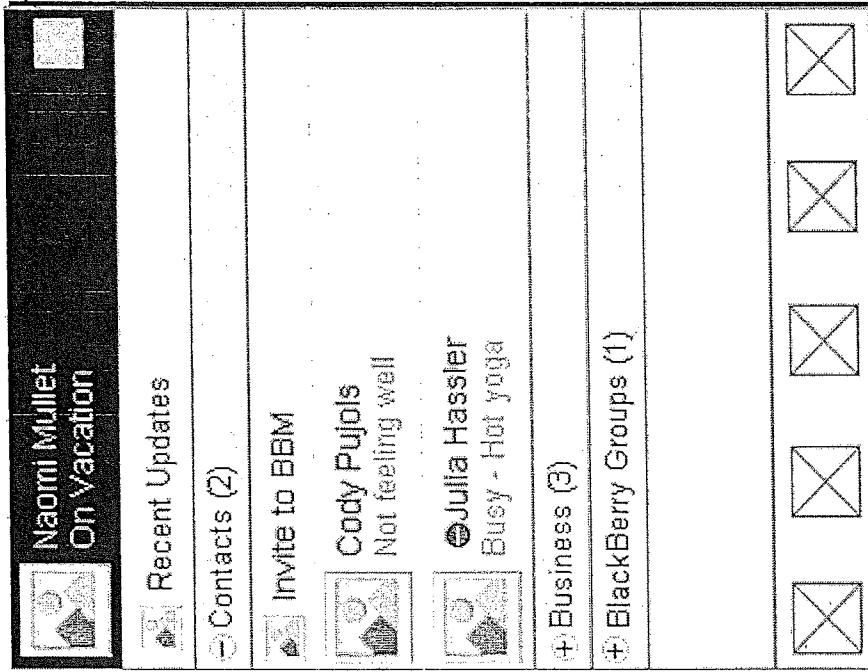 Naomi Mullet
On Vacation
Recent Updates
Contacts (2)
Invite to BBM
Cody Pujols
Not feeling well
Julia Hassler
Busy - Hot yoga
Business (3)
BlackBerry Groups (1)